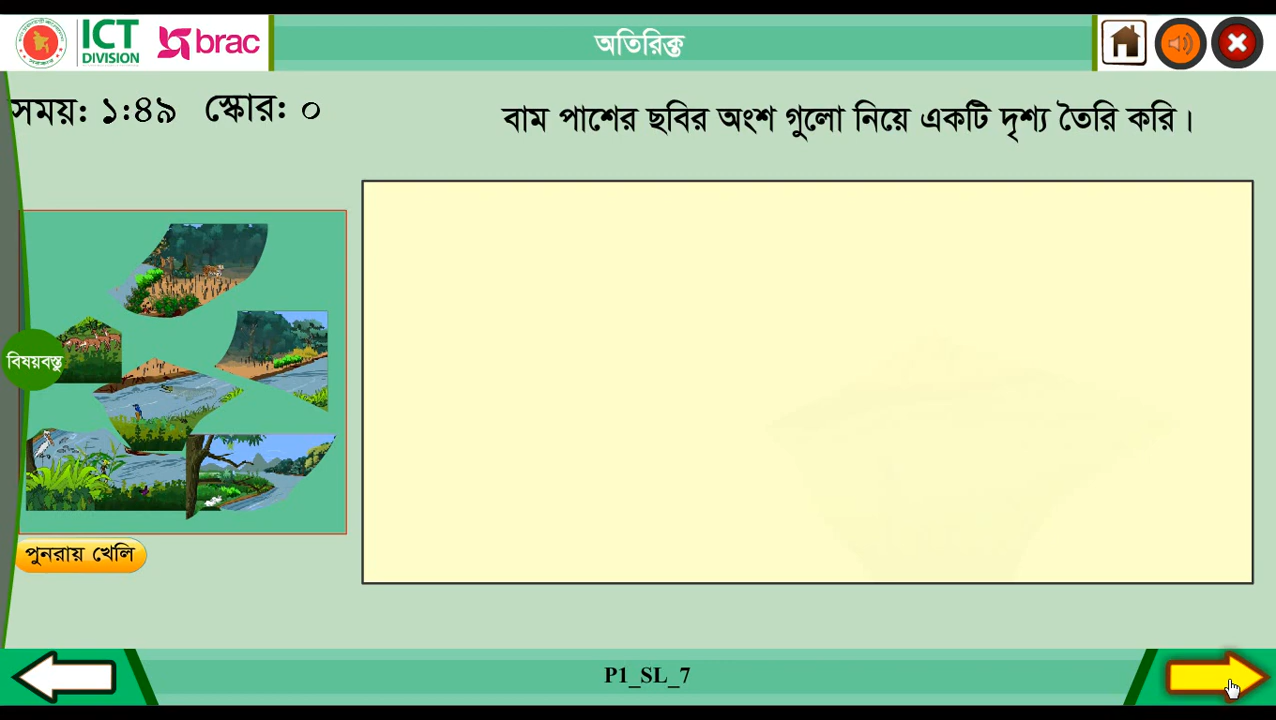 ICT
DIVISION
brac
অতিরিক্ত
সময়: ১:৪৯ স্কোর: ০
বাম পাশের ছবির অংশ গুলো নিয়ে একটি দৃশ্য তৈরি করি।
বিষয়বস্তু
পুনরায় খেলি
P1_SL_7